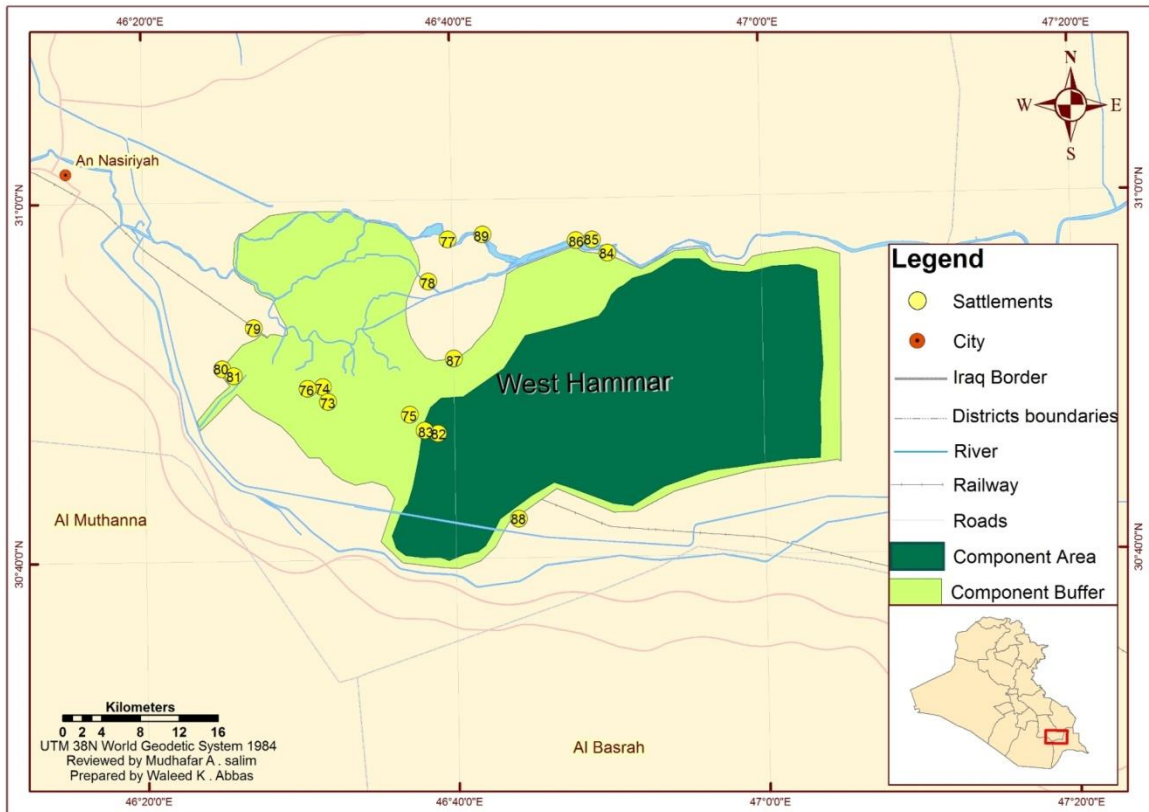 46°20'0"E 46°40'0"E 47°0'0"E 47°20'0"E
N
W E
S
An Nasiriyah
31°0'0"N 31°0'0"N
77 89 86 85 84
78
79
87
80 81
76 74 73
West Hammar
75
83 82
88
Al Muthanna
30°40'0"N 30°40'0"N
Al Basrah
Legend
Sattlements
City
Iraq Border
Districts boundaries
River
Railway
Roads
Component Area
Component Buffer
Kilometers
0 2 4 8 12 16
UTM 38N World Geodetic System 1984
Reviewed by Mudhafar A . salim
Prepared by Waleed K . Abbas
46°20'0"E 46°40'0"E 47°0'0"E 47°20'0"E